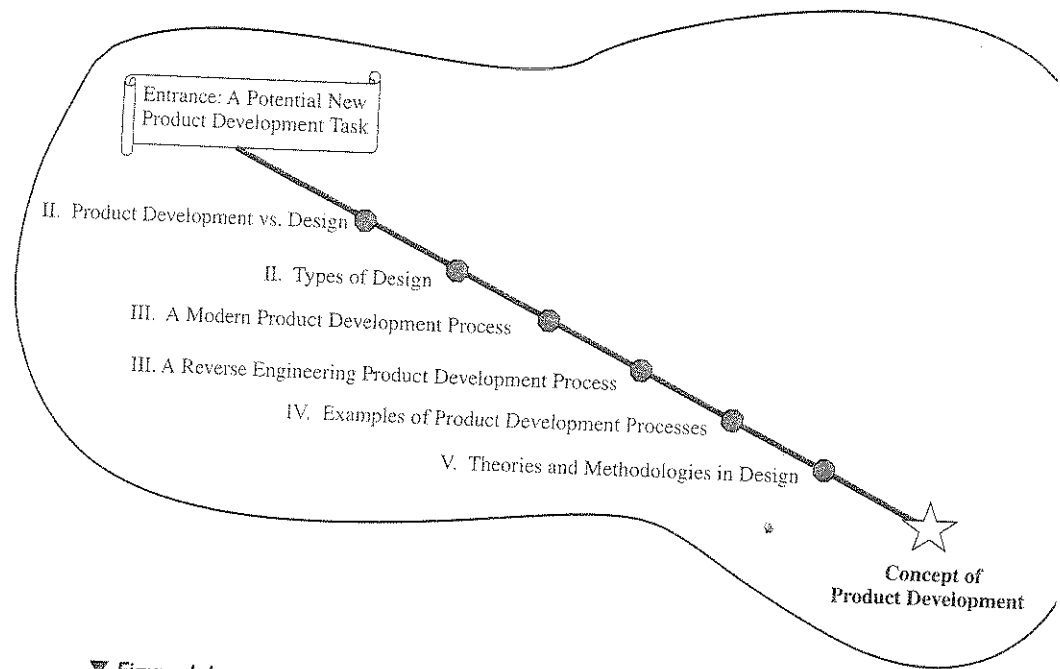 Entrance: A Potential New
Product Development Task
II. Product Development vs. Design
II. Types of Design
III. A Modern Product Development Process
III. A Reverse Engineering Product Development Process
IV. Examples of Product Development Processes
V. Theories and Methodologies in Design
Concept of
Product Development